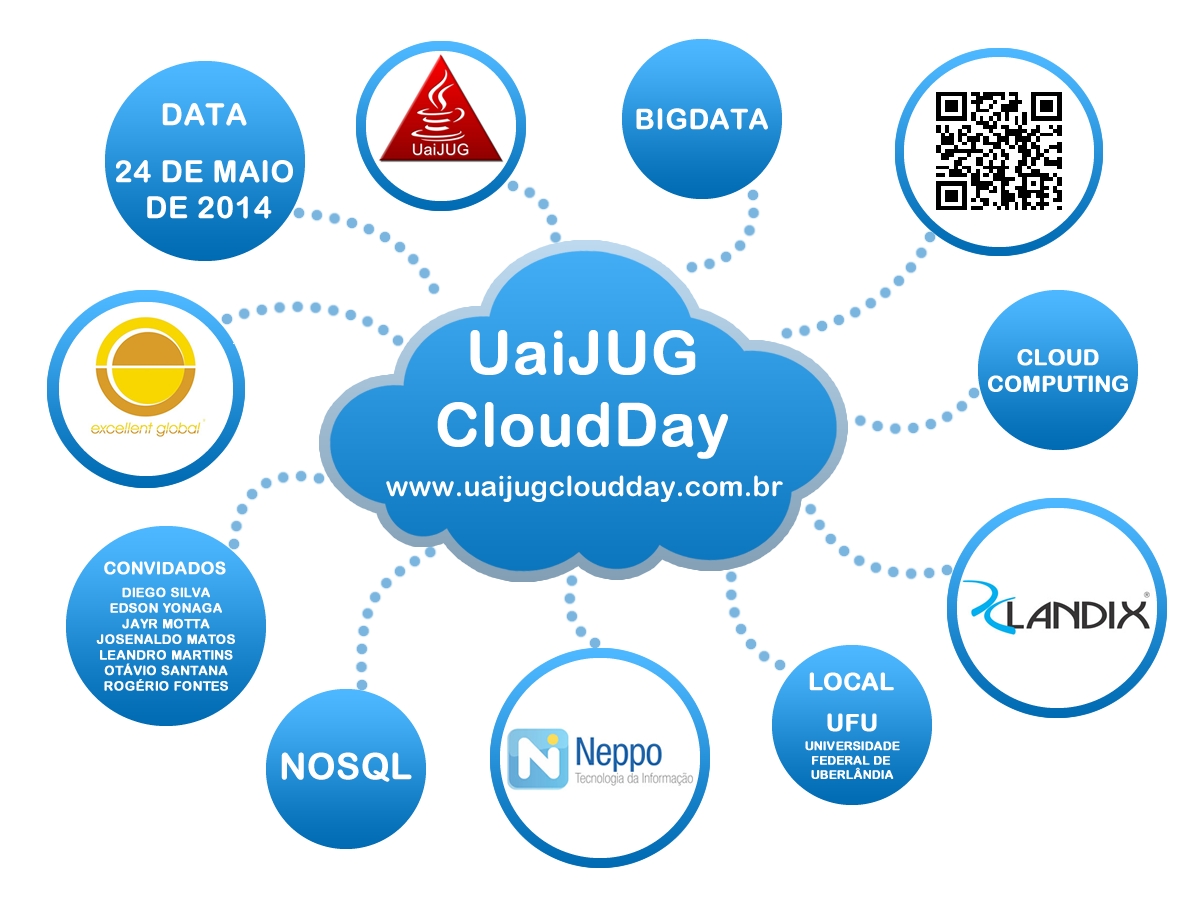 DATA
24 DE MAIO
DE 2014
UaiJUG
BIGDATA
UaiJUG
CloudDay
www.uaijugcloudday.com.br
excellent global
CLOUD
COMPUTING
CONVIDADOS
DIEGO SILVA
EDSON YONAGA
JAYR MOTTA
JOSENALDO MATOS
LEANDRO MARTINS
OTÁVIO SANTANA
ROGÉRIO FONTES
LANDIX®
NOSQL
Neppo
Tecnologia da Informação
LOCAL
UFU
UNIVERSIDADE
FEDERAL DE
UBERLÂNDIA